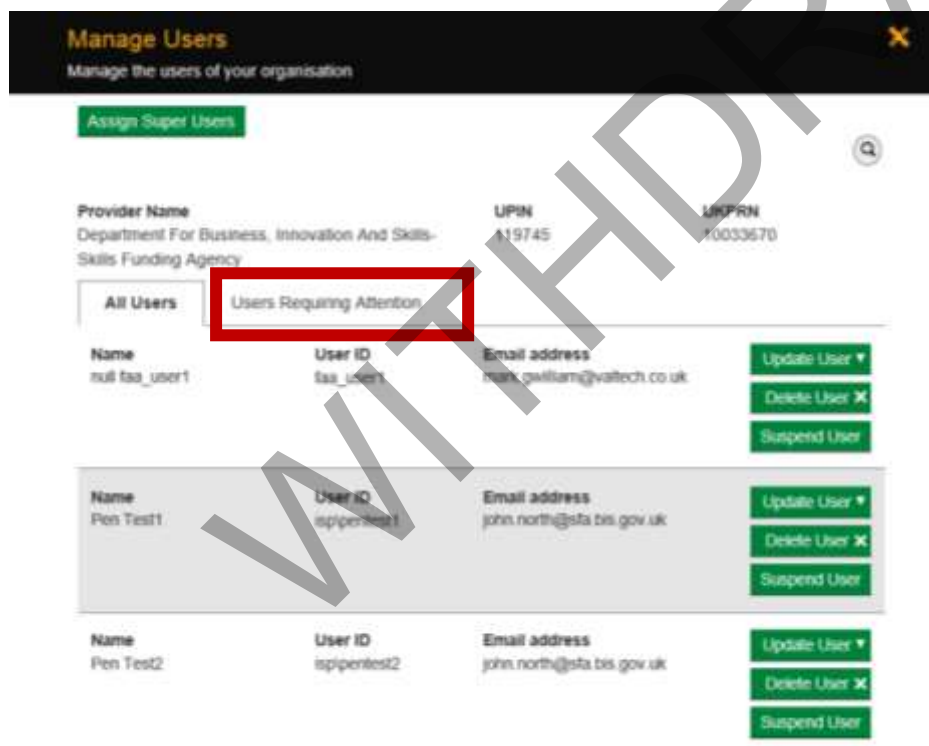 Manage Users
Manage the users of your organisation
Assign Super Users
Provider Name UPIN UKPRN
Department For Business, Innovation And Skills- 119745 10033670
Skills Funding Agency
All Users Users Requiring Attention
Name User ID Email address Update User
null faa_user1 faa_user1 mark.gwilliam@valtech.co.uk
Delete User
Suspend User
Name User ID Email address Update User
Pen Test1 isp\pentest1 john.north@sfa.bis.gov.uk
Delete User
Suspend User
Name User ID Email address Update User
Pen Test2 isp\pentest2 john.north@sfa.bis.gov.uk
Delete User
Suspend User